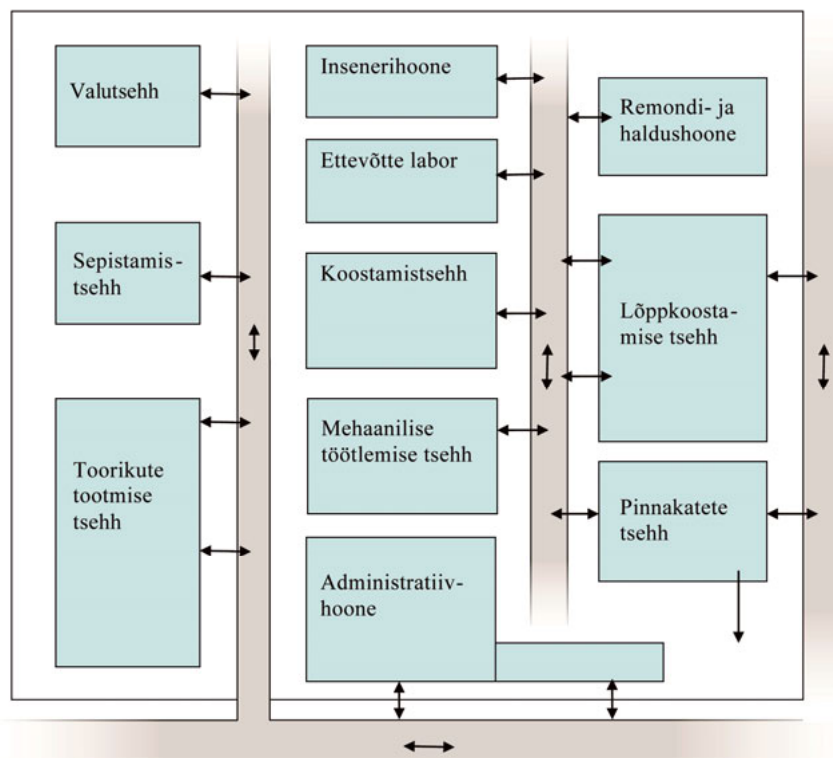 Valutsehh
Sepistamis-
tsehh
Toorikute
tootmise
tsehh
Insenerihoone
Ettevõtte labor
Koostamistsehh
Mehaanilise
töötlemise tsehh
Administratiiv-
hoone
Remondi- ja
haldushoone
Lõppkoosta-
mise tsehh
Pinnakatete
tsehh